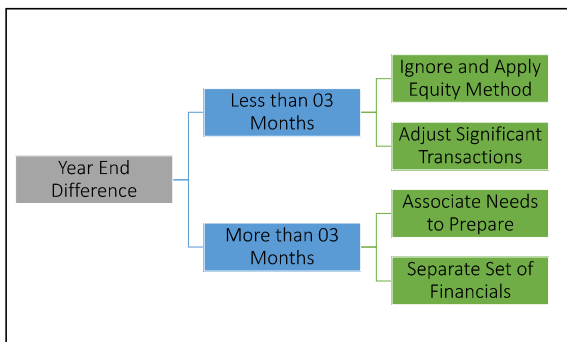 Year End
Difference
Less than 03
Months
Ignore and Apply
Equity Method
Adjust Significant
Transactions
More than 03
Months
Associate Needs
to Prepare
Separate Set of
Financials